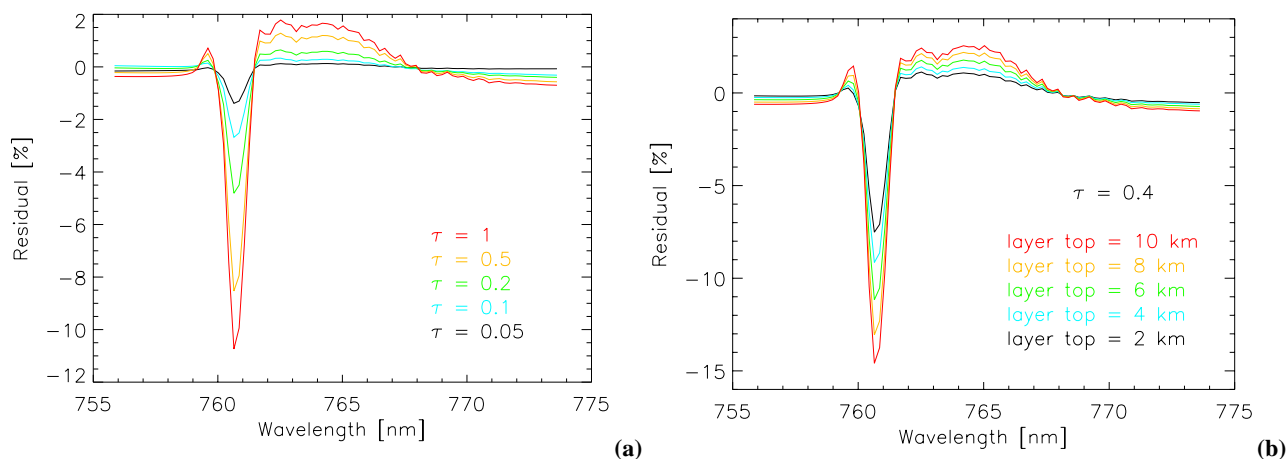 2
0
−2
−4
−6
−8
−10
−12
Residual [%]
755
760
765
770
775
Wavelength [nm]
τ = 1
τ = 0.5
τ = 0.2
τ = 0.1
τ = 0.05
(a)
0
−5
−10
−15
Residual [%]
755
760
765
770
775
Wavelength [nm]
τ = 0.4
layer top = 10 km
layer top = 8 km
layer top = 6 km
layer top = 4 km
layer top = 2 km
(b)